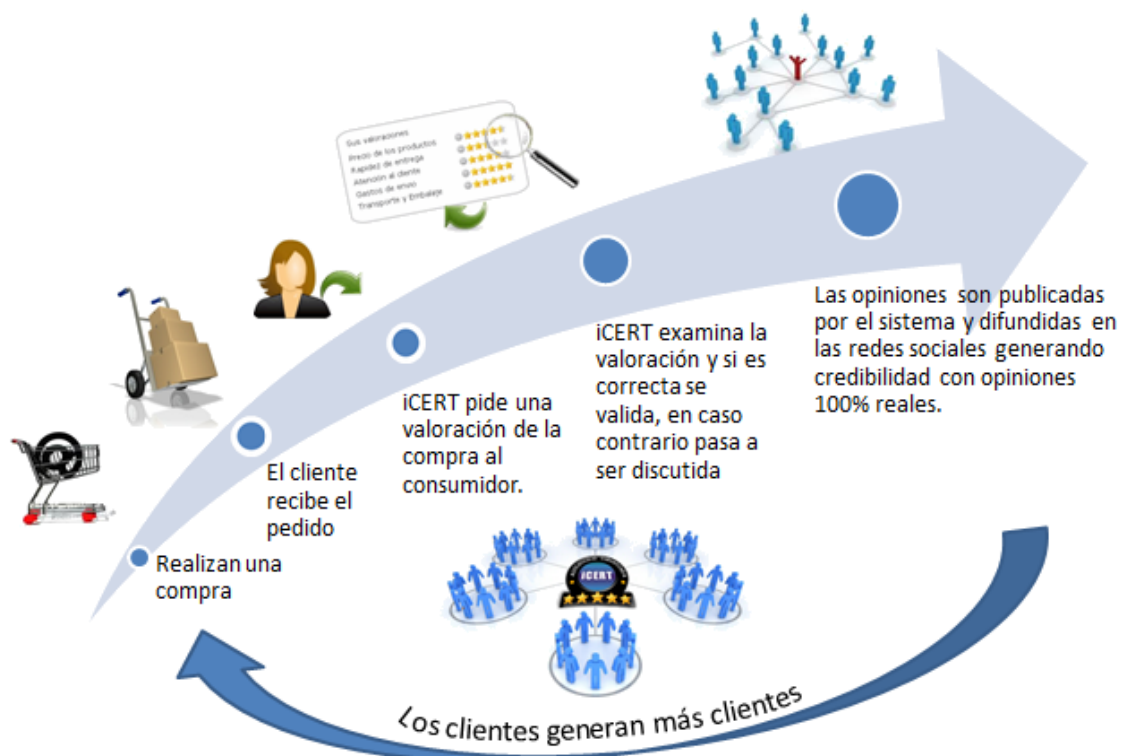 Sus valoraciones
Precio de los productos
Rapidez de entrega
Atención al cliente
Gastos de envio
Transporte y Embalaje
Realizan una
compra
El cliente
recibe el
pedido
iCERT pide una
valoración de la
compra al
consumidor.
iCERT examina la
valoración y si es
correcta se
valida, en caso
contrario pasa a
ser discutida
Las opiniones son publicadas
por el sistema y difundidas en
las redes sociales generando
credibilidad con opiniones
100% reales.
iCERT
Los clientes generan más clientes